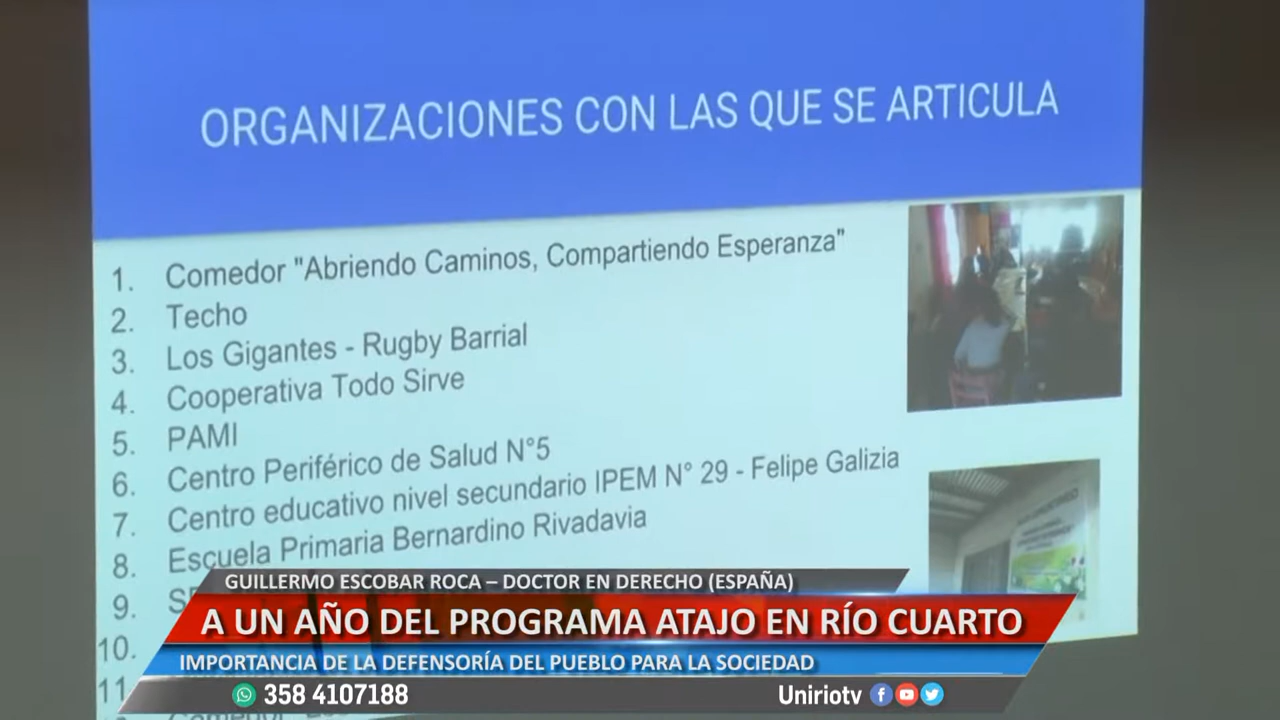 ORGANIZACIONES CON LAS QUE SE ARTICULA
1. Comedor "Abriendo Caminos, Compartiendo Esperanza"
2. Techo
3. Los Gigantes - Rugby Barrial
4. Cooperativa Todo Sirve
5. PAMI
6. Centro Periférico de Salud N°5
7. Centro educativo nivel secundario IPEM N° 29 - Felipe Galizia
8. Escuela Primaria Bernardino Rivadavia
9.
10.
11
GUILLERMO ESCOBAR ROCA – DOCTOR EN DERECHO (ESPAÑA)
A UN AÑO DEL PROGRAMA ATAJO EN RÍO CUARTO
IMPORTANCIA DE LA DEFENSORÍA DEL PUEBLO PARA LA SOCIEDAD
358 4107188
Uniriotv